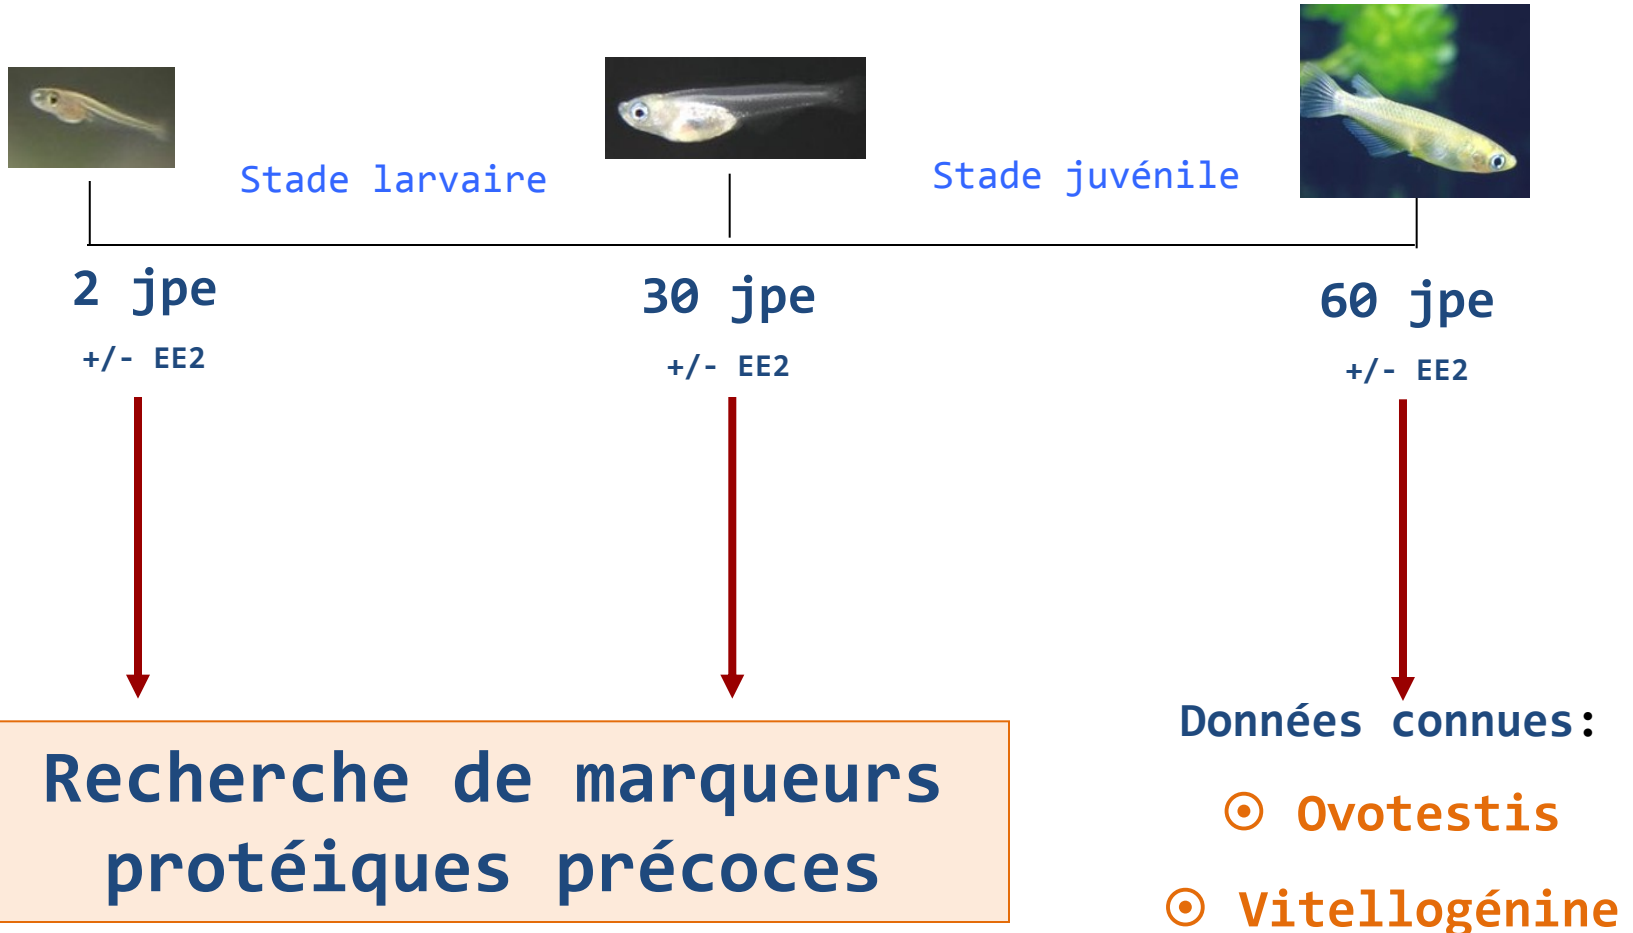 Stade larvaire
Stade juvénile
2 jpe
30 jpe
60 jpe
+/- EE2
+/- EE2
+/- EE2
Recherche de marqueurs
protéiques précoces
Données connues:
Ovotestis
Vitellogénine